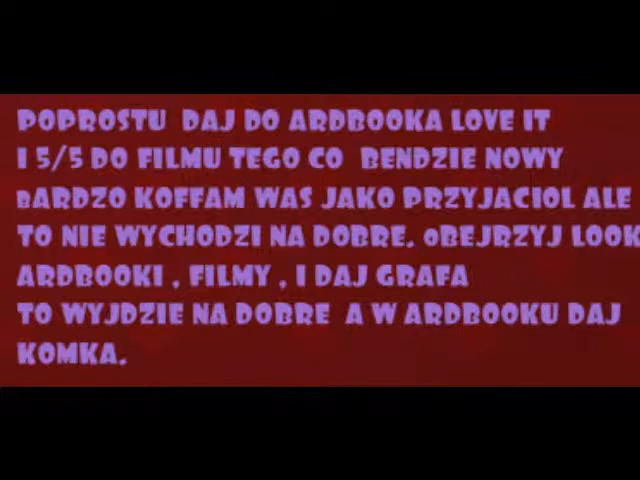 POPROSTU DAJ DO ARDBOOKA LOVE IT
I 5/5 DO FILMU TEGO CO BENDZIE NOWY
BARDZO KOFFAM WAS JAKO PRZYJACIOL ALE
TO NIE WYCHODZI NA DOBRE. OBEJRZYJ LOOK
ARDBOOKI , FILMY , I DAJ GRAFA
TO WYJDZIE NA DOBRE A W ARDBOOKU DAJ
KOMKA.